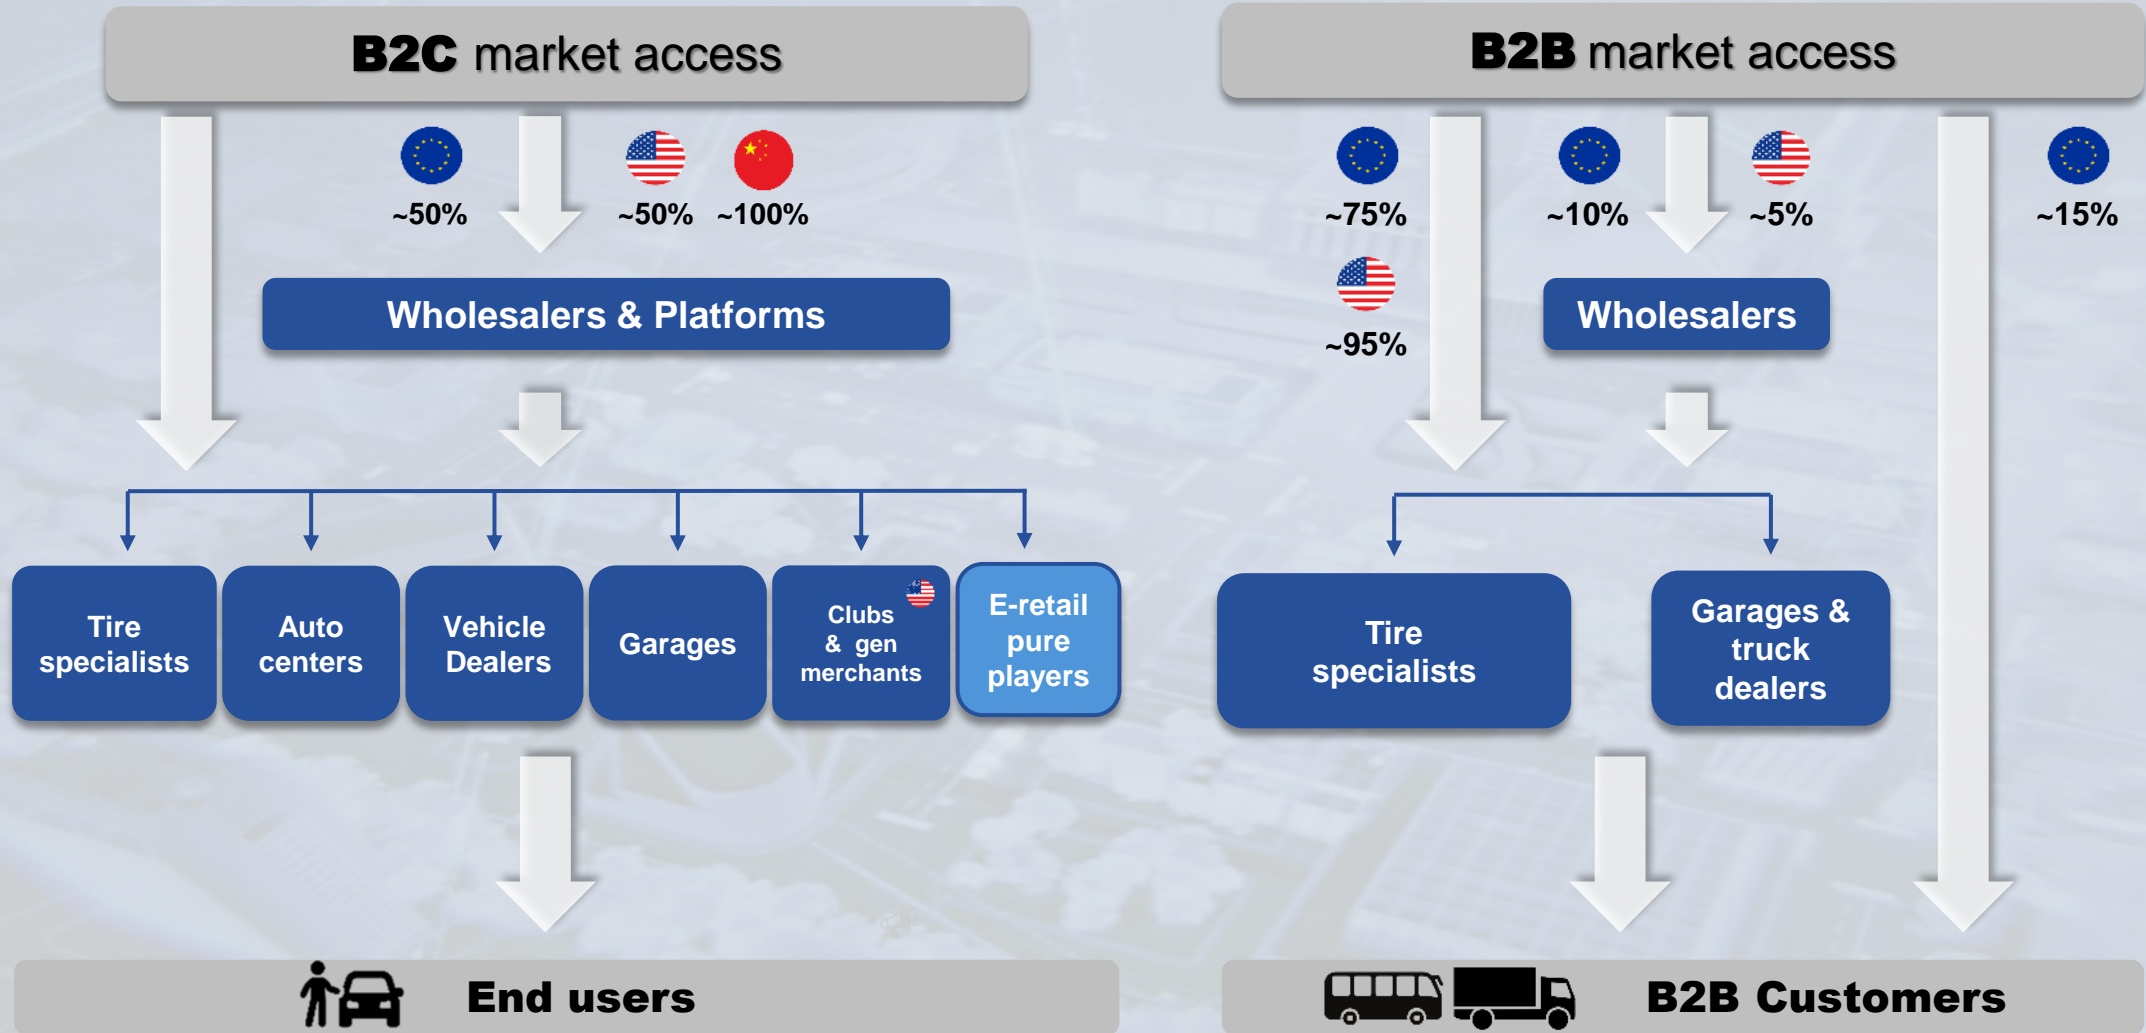 B2C market access
~50%
~50%
~100%
Wholesalers & Platforms
Tire
specialists
Auto
centers
Vehicle
Dealers
Garages
Clubs
& gen
merchants
E-retail
pure
players
End users
B2B market access
~75%
~10%
~5%
~15%
~95%
Wholesalers
Tire
specialists
Garages &
truck
dealers
B2B Customers